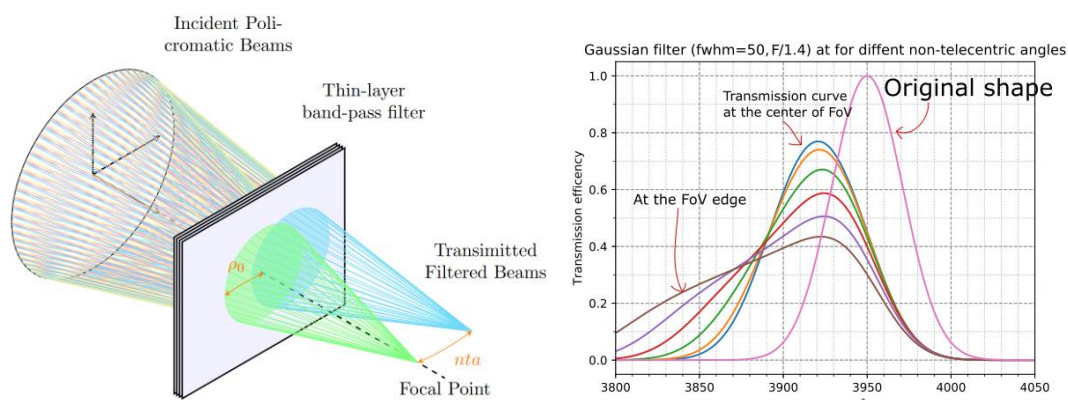 Incident Poli-
cromatic Beams
Thin-layer
band-pass filter
Transimitted
Filtered Beams
ρ0
nta
Focal Point
Gaussian filter (fwhm=50, F/1.4) at for diffent non-telecentric angles
Original shape
Transmission curve
at the center of FoV
At the FoV edge
Transmission efficency
1.0
0.8
0.6
0.4
0.2
0.0
3800 3850 3900 3950 4000 4050